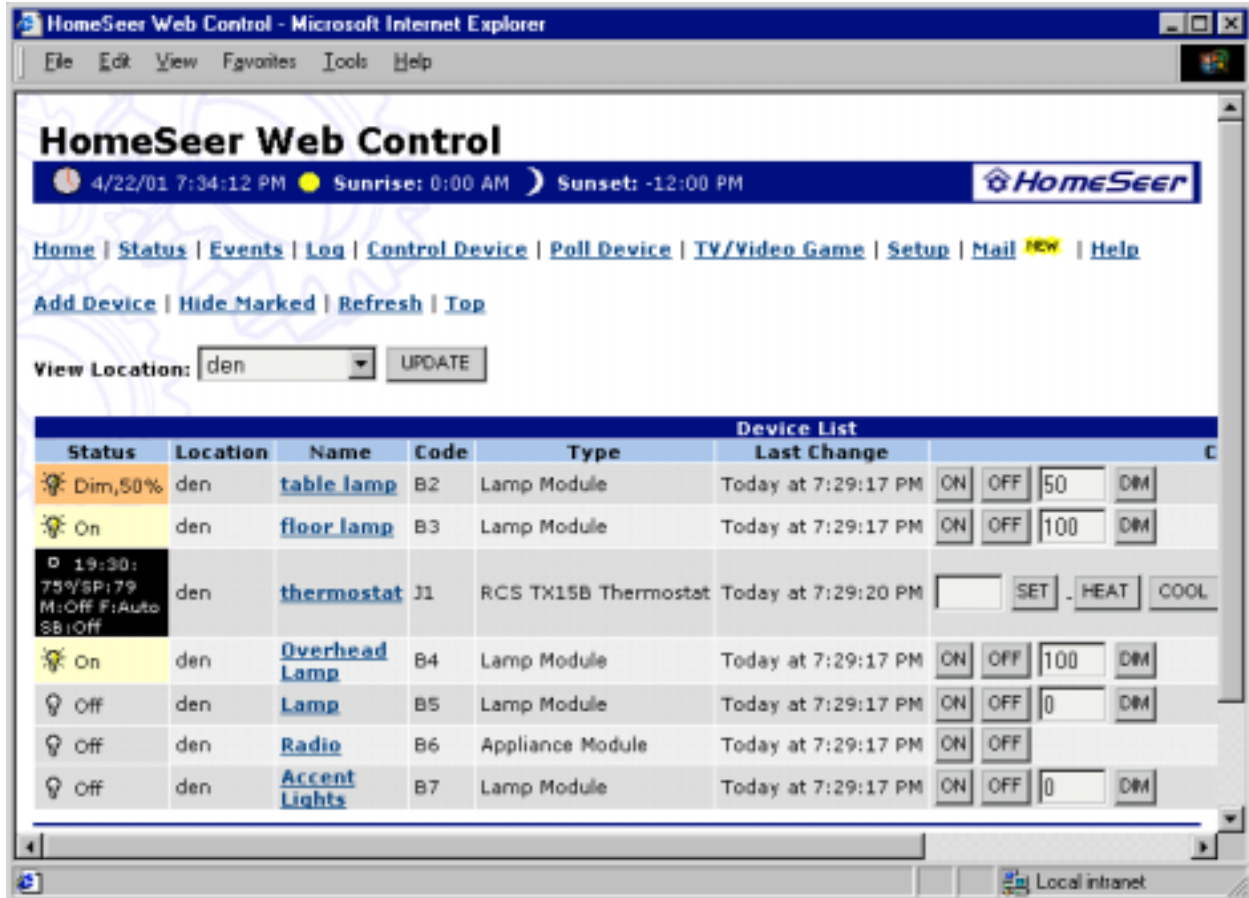 HomeSeer Web Control - Microsoft Internet Explorer
File Edit View Favorites Tools Help
HomeSeer Web Control
4/22/01 7:34:12 PM Sunrise: 0:00 AM Sunset: -12:00 PM HomeSeer
Home | Status | Events | Log | Control Device | Poll Device | TV/Video Game | Setup | Mail NEW | Help
Add Device | Hide Marked | Refresh | Top
View Location: den UPDATE
Device List
Status Location Name Code Type Last Change C
Dim,50% den table lamp B2 Lamp Module Today at 7:29:17 PM ON OFF 50 DIM
On den floor lamp B3 Lamp Module Today at 7:29:17 PM ON OFF 100 DIM
19:30:
75º/SP:79
M:Off F:Auto
SB:Off
den thermostat J1 RCS TX15B Thermostat Today at 7:29:20 PM SET - HEAT COOL
On den Overhead Lamp B4 Lamp Module Today at 7:29:17 PM ON OFF 100 DIM
Off den Lamp B5 Lamp Module Today at 7:29:17 PM ON OFF 0 DIM
Off den Radio B6 Appliance Module Today at 7:29:17 PM ON OFF
Off den Accent Lights B7 Lamp Module Today at 7:29:17 PM ON OFF 0 DIM
Local intranet